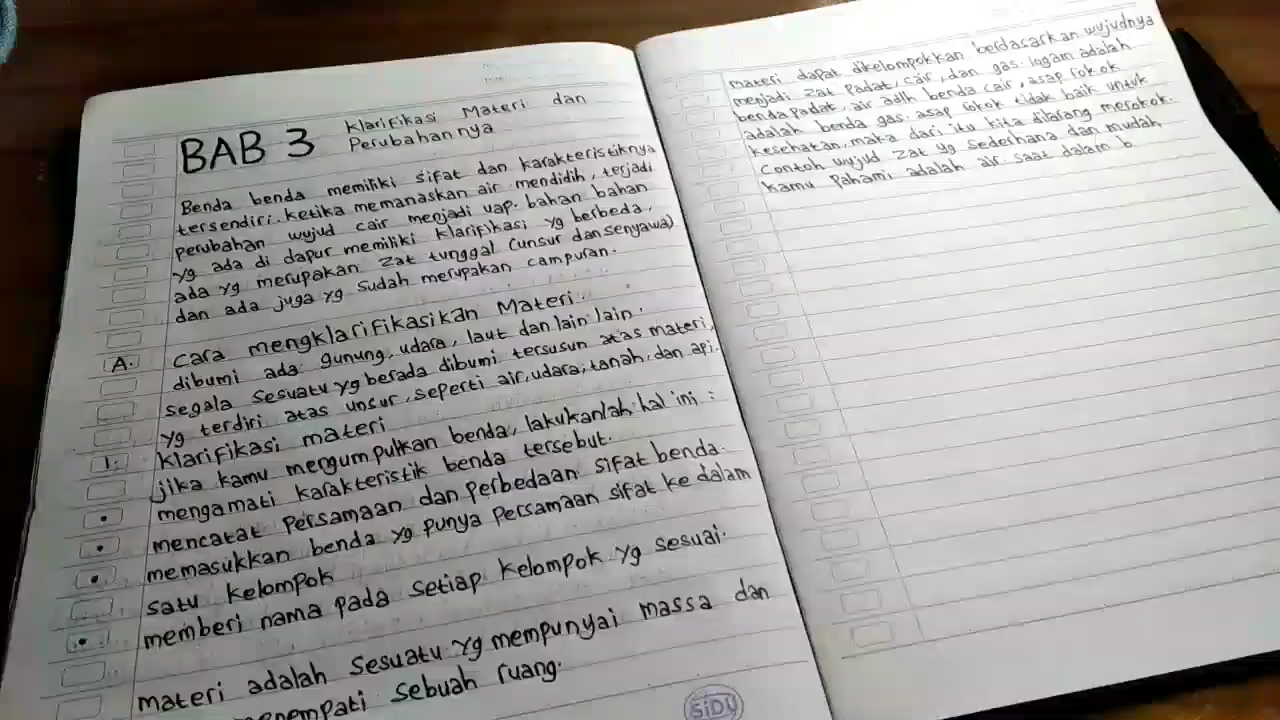 BAB 3 Klarifikasi Materi dan
Perubahannya
Benda benda memiliki sifat dan karakteristiknya
tersendiri. ketika memanaskan air mendidih, terjadi
perubahan wujud cair menjadi uap. bahan bahan
yg ada di dapur memiliki klarifikasi yg berbeda,
ada yg merupakan zat tunggal (unsur dan senyawa)
dan ada juga yg sudah merupakan campuran.
A. cara mengklarifikasikan Materi.
dibumi ada gunung, udara, laut dan lain lain.
segala sesuatu yg berada dibumi tersusun atas materi,
yg terdiri atas unsur, seperti air, udara, tanah, dan api.
1. klarifikasi materi
jika kamu mengumpulkan benda, lakukanlah hal ini :
• mengamati karakteristik benda tersebut.
• mencatat persamaan dan perbedaan sifat benda.
• memasukkan benda yg punya persamaan sifat ke dalam
satu kelompok
• memberi nama pada setiap kelompok yg sesuai.
materi adalah sesuatu yg mempunyai massa dan
menempati sebuah ruang.
SiDU
materi dapat dikelompokkan berdasarkan wujudnya
menjadi zat padat, cair, dan gas. logam adalah
benda padat, air adlh benda cair, asap rokok
adalah benda gas. asap rokok tidak baik untuk
kesehatan, maka dari itu kita dilarang merokok.
contoh wujud zat yg sederhana dan mudah
kamu pahami adalah air. saat dalam b